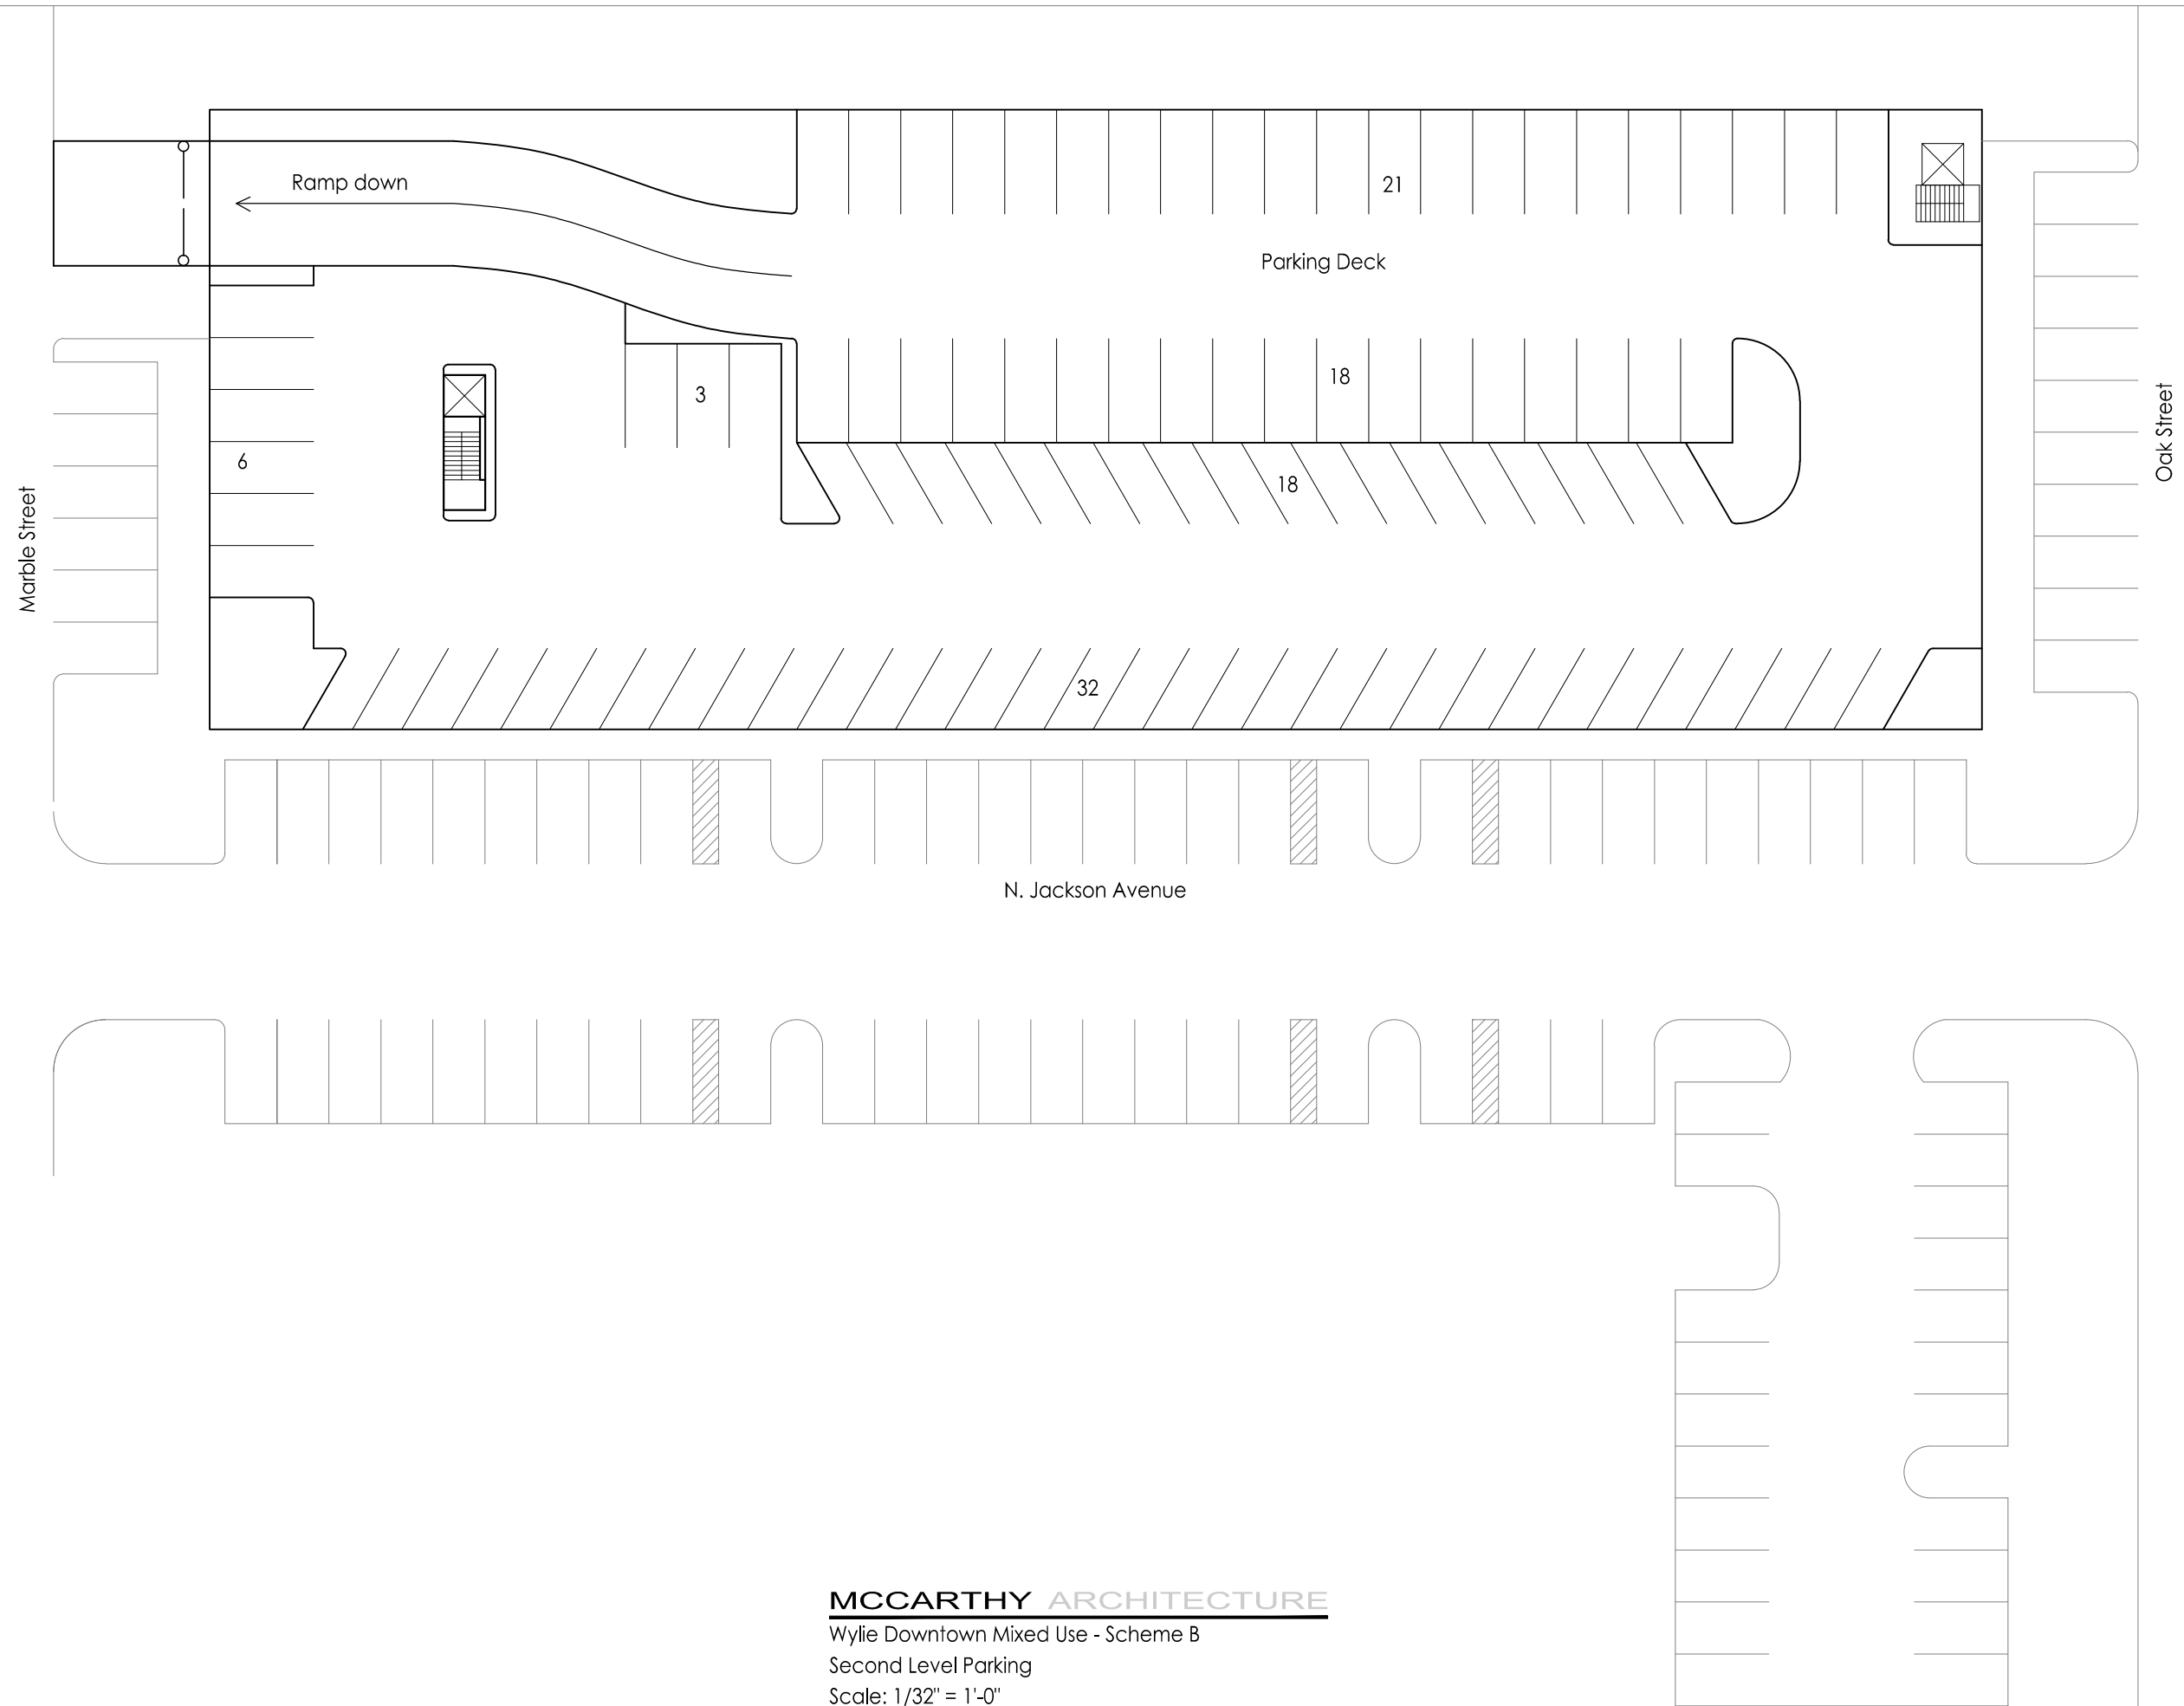 Ramp down
21
Parking Deck
18
3
6
18
Marble Street
Oak Street
32
N. Jackson Avenue
MCCARTHY ARCHITECTURE
Wylie Downtown Mixed Use - Scheme B
Second Level Parking
Scale: 1/32" = 1'-0"